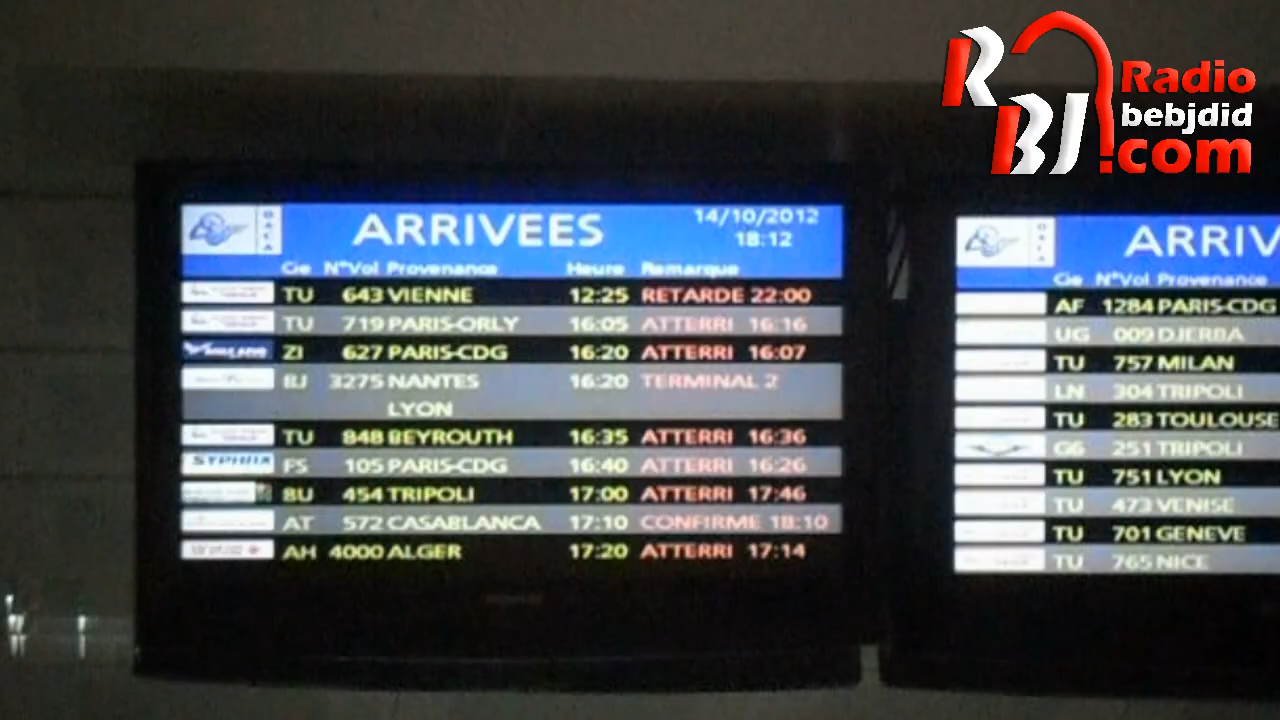 RBJ Radio
bebjdid
.com
ARRIVEES 14/10/2012
18:12
Cie N°Vol Provenance Heure Remarque
TU 643 VIENNE 12:25 RETARDE 22:00
TU 719 PARIS-ORLY 16:05 ATTERRI 16:16
ZI 627 PARIS-CDG 16:20 ATTERRI 16:07
BJ 3275 NANTES 16:20 TERMINAL 2
LYON
TU 848 BEYROUTH 16:35 ATTERRI 16:36
SYPHAX FS 105 PARIS-CDG 16:40 ATTERRI 16:26
BU 454 TRIPOLI 17:00 ATTERRI 17:46
AT 572 CASABLANCA 17:10 CONFIRME 18:10
AH 4000 ALGER 17:20 ATTERRI 17:14
ARRIV
Cie N°Vol Provenance
AF 1284 PARIS-CDG
UG 009 DJERBA
TU 757 MILAN
LN 304 TRIPOLI
TU 283 TOULOUSE
G6 251 TRIPOLI
TU 751 LYON
TU 473 VENISE
TU 701 GENEVE
TU 765 NICE